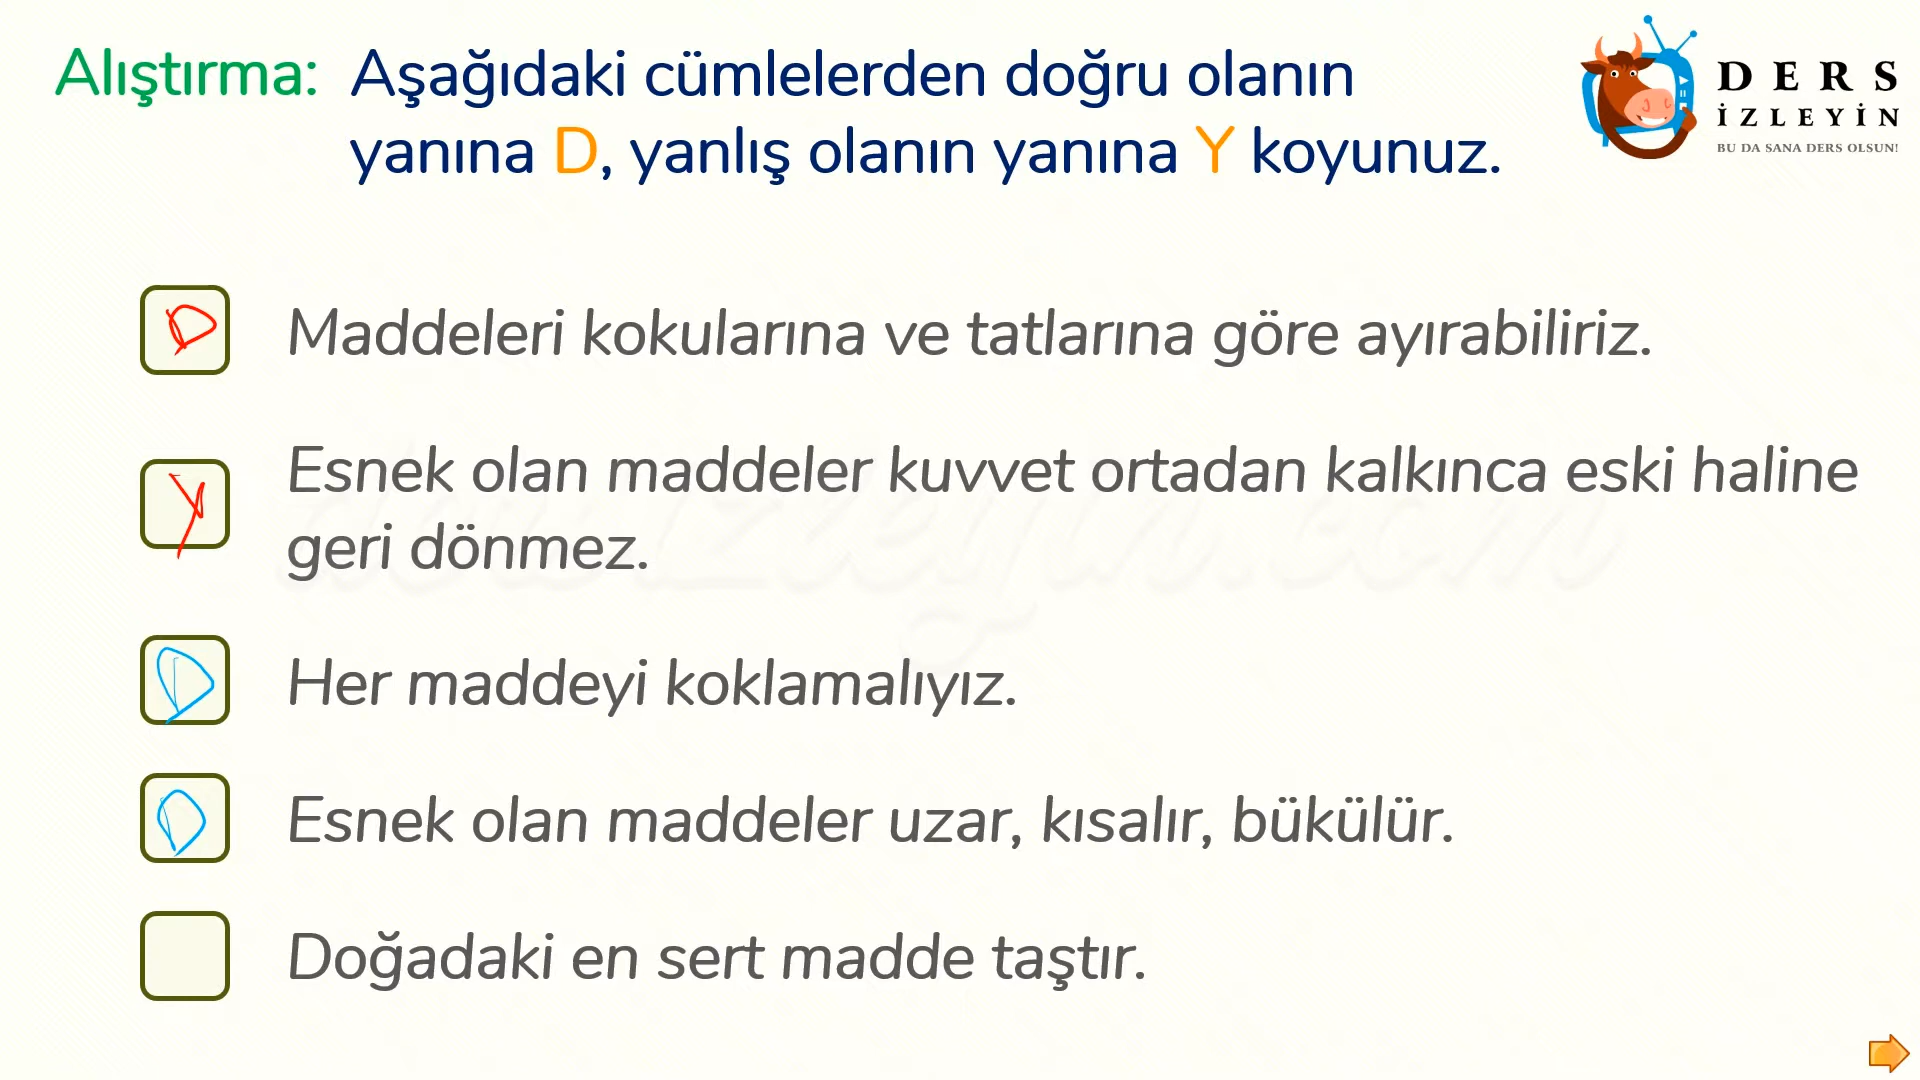 Alıştırma: Aşağıdaki cümlelerden doğru olanın
yanına D, yanlış olanın yanına Y koyunuz.
DERS
İZLEYİN
BU DA SANA DERS OLSUN!
D Maddeleri kokularına ve tatlarına göre ayırabiliriz.
Y Esnek olan maddeler kuvvet ortadan kalkınca eski haline
geri dönmez.
D Her maddeyi koklamalıyız.
D Esnek olan maddeler uzar, kısalır, bükülür.
Doğadaki en sert madde taştır.